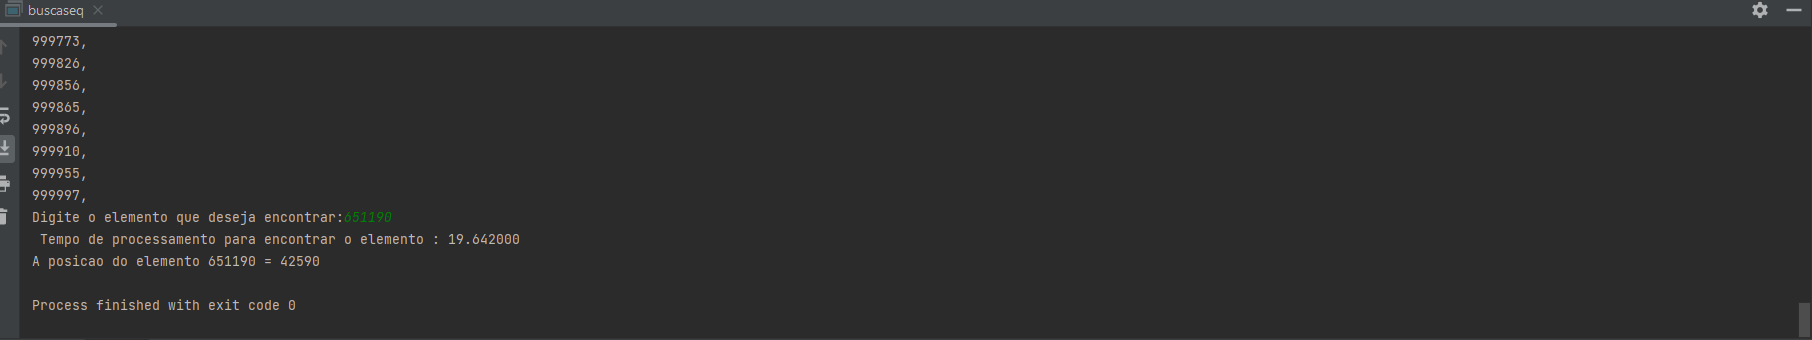 buscaseq
999773,
999826,
999856,
999865,
999896,
999910,
999955,
999997,
Digite o elemento que deseja encontrar:651190
 Tempo de processamento para encontrar o elemento : 19.642000
A posicao do elemento 651190 = 42590
Process finished with exit code 0